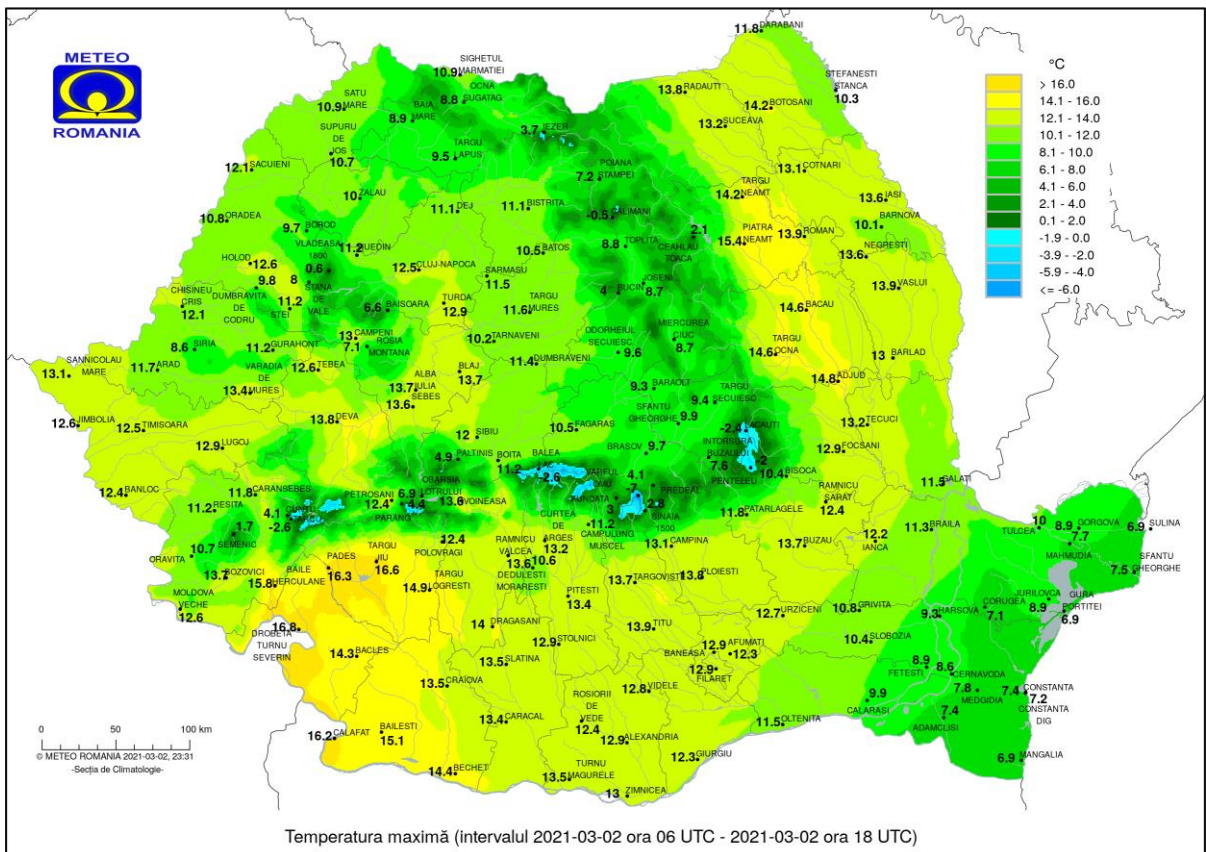 METEO
ROMANIA
°C
> 16.0
14.1 - 16.0
12.1 - 14.0
10.1 - 12.0
8.1 - 10.0
6.1 - 8.0
4.1 - 6.0
2.1 - 4.0
0.1 - 2.0
-1.9 - 0.0
-3.9 - -2.0
-5.9 - -4.0
<= -6.0
11.8 DARABANI
SIGHETUL
10.9 MARMATIEI
STEFANESTI
STANCA
10.3
SATU
10.9 MARE
OCNA
8.8 SUGATAG
13.8 RADAUTI
14.2 BOTOSANI
BAIA
8.9 MARE
13.2 SUCEAVA
3.7 IEZER
SUPURU
DE
JOS
10.7
TARGU
9.5 LAPUS
12.1 SACUIENI
POIANA
7.2 STAMPEI
13.1 COTNARI
TARGU
14.2 NEAMT
10 ZALAU
11.1 DEJ
11.1 BISTRITA
13.6 IASI
10.8 ORADEA
-0.5 CALIMANI
BARNOVA
10.1
9.7 BOROD
2.1
CEAHLAU
TOACA
PIATRA
15.4 NEAMT
13.9 ROMAN
VLADEASA
1800
0.6
11.2 HUEDIN
10.5 BATOS
8.8 TOPLITA
NEGRESTI
13.6
HOLOD
12.6
12.5 CLUJ-NAPOCA
SARMASU
11.5
JOSENI
8.7
9.8
DUMBRAVITA
DE
CODRU
8
STANA
DE
VALE
4 BUCIN
13.9 VASLUI
CHISINEU
CRIS
12.1
11.2
STEI
6.6 BAISOARA
TURDA
12.9
TARGU
11.6 MURES
14.6 BACAU
8.6 SIRIA
11.2 GURAHONT
13 CAMPENI
7.1
ROSIA
MONTANA
10.2 TARNAVENI
ODORHEIUL
SECUIESC
9.6
MIERCUREA
CIUC
8.7
TARGU
14.6 OCNA
13 BARLAD
SANNICOLAU
MARE
13.1
11.7 ARAD
12.6 TEBEA
11.4 DUMBRAVENI
VARADIA
DE
13.4 MURES
ALBA
13.7 IULIA
13.6 SEBES
BLAJ
13.7
9.3 BARAOLT
TARGU
9.4 SECUIESC
14.8 ADJUD
12.6 JIMBOLIA
12.5 TIMISOARA
13.8 DEVA
SFANTU
GHEORGHE
9.9
-2.4 LACAUTI
13.2 TECUCI
12.9 LUGOJ
12 SIBIU
10.5 FAGARAS
BRASOV 9.7
INTORSURA
BUZAULUI
7.6
12.9 FOCSANI
4.9 PALTINIS
BOITA
11.2
BALEA
LAC
-2.6
VARFUL
OMU
-7
4.1
PREDEAL
-2
PENTELEU
10.4 BISOCA
12.4 BANLOC
11.8 CARANSEBES
OBARSIA
LOTRULUI
6.9
13.6 VOINEASA
FUNDATA
3
2.8
SINAIA
1500
RAMNICU
SARAT
12.4
GALATI
11.5
11.2
RESITA
4.1 CUNTU
-2.6 TARCU
PETROSANI
12.4
-4.4
PARANG
CURTEA
DE
ARGES
13.2
11.2
CAMPULUNG
MUSCEL
11.8 PATARLAGELE
10
TULCEA
8.9 GORGOVA
6.9 SULINA
1.7
SEMENIC
12.4
POLOVRAGI
RAMNICU
VALCEA
13.6
10.6
DEDULESTI
MORARESTI
13.1 CAMPINA
13.7 BUZAU
12.2
IANCA
11.3 BRAILA
7.7
MAHMUDIA
10.7
ORAVITA
PADES
16.3
TARGU
JIU
16.6
SFANTU
7.5 GHEORGHE
13.7 BOZOVICI
BAILE
15.8 HERCULANE
14.9
TARGU
LOGRESTI
13.7 TARGOVISTE
13.8 PLOIESTI
MOLDOVA
VECHE
12.6
PITESTI
13.4
12.7 URZICENI
10.8 GRIVITA
9.3 HARSOVA
CORUGEA
7.1
JURILOVCA
8.9
GURA
PORTITEI
6.9
16.8
DROBETA
TURNU
SEVERIN
14
DRAGASANI
13.9 TITU
12.9 STOLNICI
10.4 SLOBOZIA
14.3 BACLES
13.5 SLATINA
BANEASA
12.9
AFUMATI
12.3
12.9
FILARET
8.9
FETESTI
8.6
CERNAVODA
13.5 CRAIOVA
12.8 VIDELE
9.9
CALARASI
7.8
MEDGIDIA
7.4 CONSTANTA
7.2
CONSTANTA
DIG
ROSIORII
DE
VEDE
12.4
13.4 CARACAL
11.5 OLTENITA
7.4
ADAMCLISI
16.2 CALAFAT
BAILESTI
15.1
12.9 ALEXANDRIA
12.3 GIURGIU
6.9 MANGALIA
14.4 BECHET
TURNU
13.5 MAGURELE
13 ZIMNICEA
0 50 100 km
© METEO ROMANIA 2021-03-02, 23:31
-Secția de Climatologie-
Temperatura maximă (intervalul 2021-03-02 ora 06 UTC - 2021-03-02 ora 18 UTC)